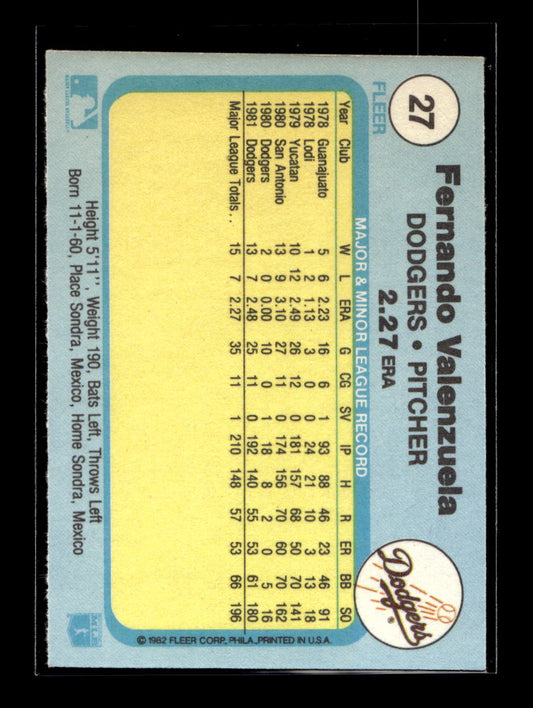 27
FLEER
Fernando Valenzuela
DODGERS • PITCHER
2.27 ERA
Dodgers®
MAJOR & MINOR LEAGUE RECORD
Year Club W L ERA G CG SV IP H R ER BB SO
1978 Guanajuato 5 6 2.23 16 6 1 93 88 46 23 46 91
1978 Lodi 1 2 1.13 3 0 0 24 21 10 3 13 18
1979 Yucatan 10 12 2.49 26 12 0 181 157 68 50 70 141
1980 San Antonio 13 9 3.10 27 11 0 174 156 70 60 70 162
1980 Dodgers 2 0 0.00 10 0 1 18 8 2 0 5 16
1981 Dodgers 13 7 2.48 25 11 0 192 140 55 53 61 180
Major League Totals . . 15 7 2.27 35 11 1 210 148 57 53 66 196
© 1982 FLEER CORP. PHILA., PRINTED IN U.S.A.
Height 5'11", Weight 190, Bats Left, Throws Left
Born 11-1-60, Place Sondra, Mexico, Home Sondra, Mexico